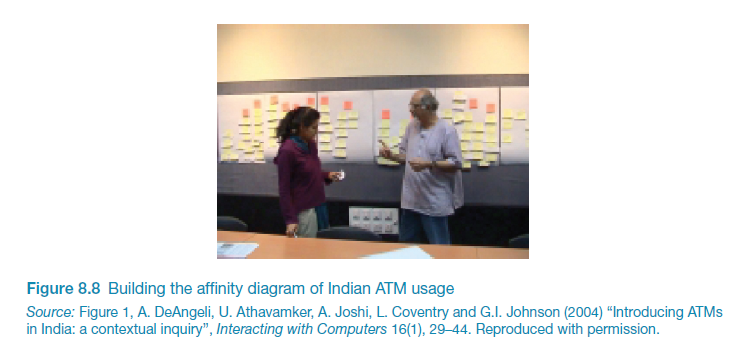 Figure 8.8 Building the affinity diagram of Indian ATM usage
Source: Figure 1, A. DeAngeli, U. Athavamker, A. Joshi, L. Coventry and G.I. Johnson (2004) “Introducing ATMs
in India: a contextual inquiry”, Interacting with Computers 16(1), 29–44. Reproduced with permission.